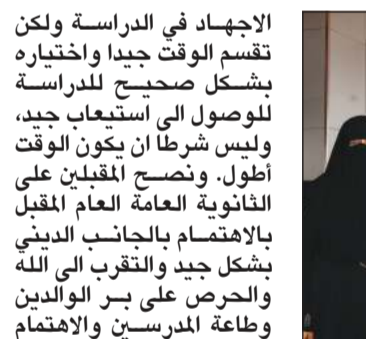 الاجهاد في الدراسة ولكن
تقسم الوقت جيدا واختياره
بشكل صحيح للدراسة
للوصول الى استيعاب جيد،
وليس شرطا ان يكون الوقت
أطول. ونصح المقبلين على
الثانوية العامة العام المقبل
بالاهتمام بالجانب الديني
بشكل جيد والتقرب الى الله
والحرص على بر الوالدين
وطاعة المدرسين والاهتمام